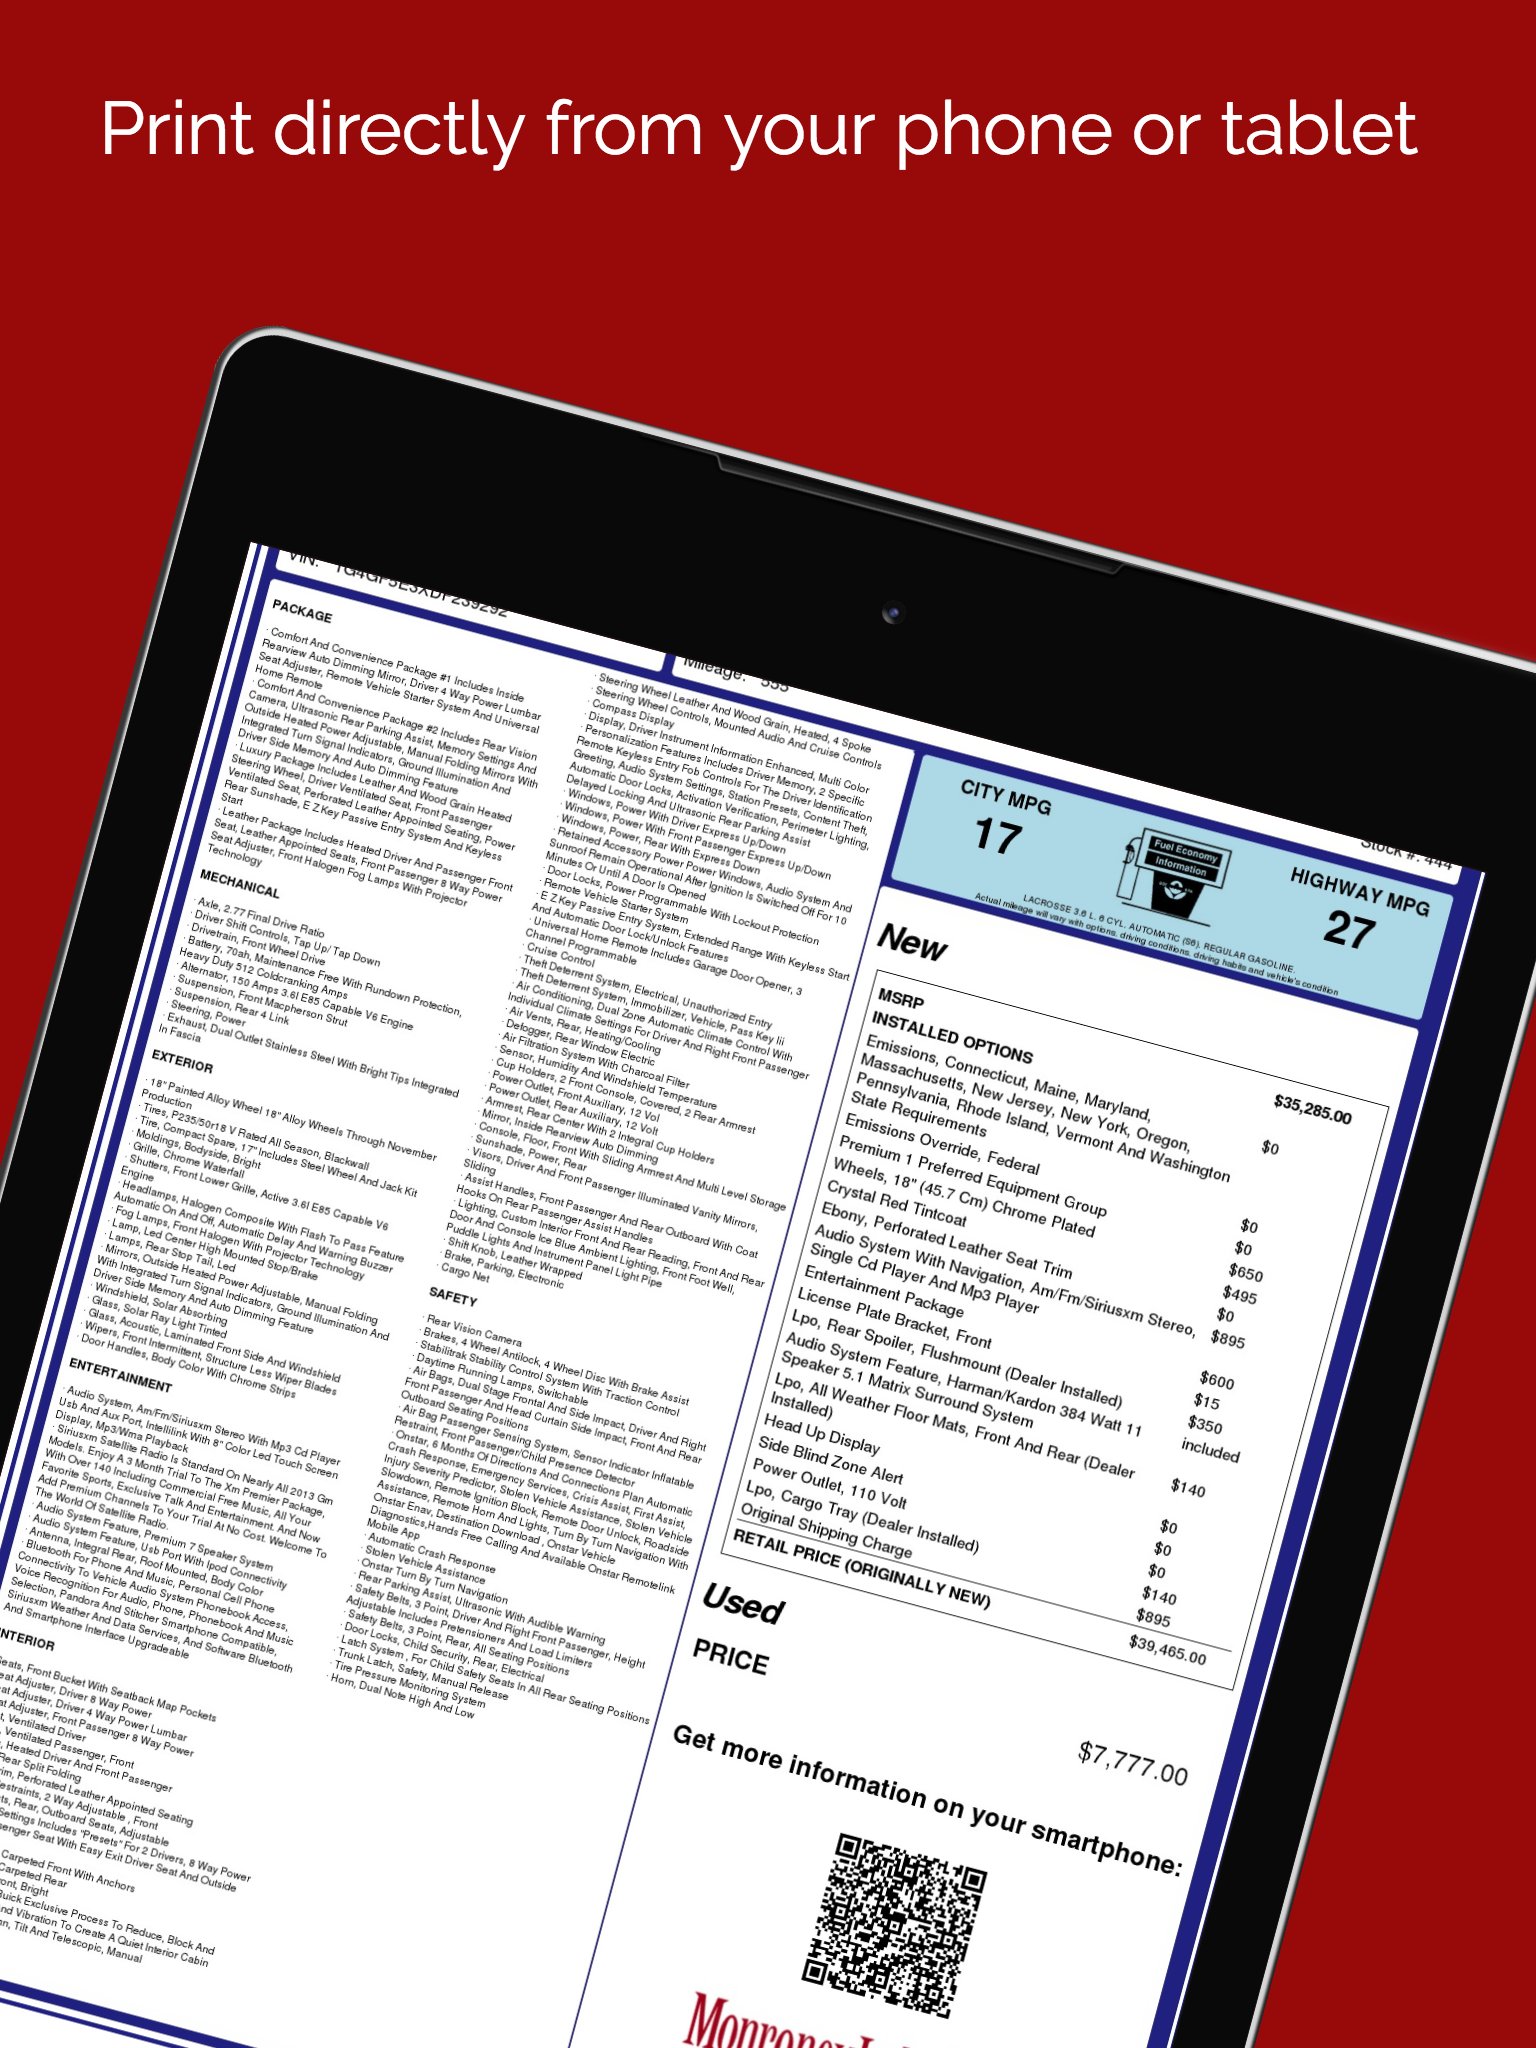 Print directly from your phone or tablet
VIN: 1G4GF5E3XDF239292
Mileage: 555
Stock #: 444
PACKAGE
· Comfort And Convenience Package #1 Includes Inside
Rearview Auto Dimming Mirror, Driver 4 Way Power Lumbar
Seat Adjuster, Remote Vehicle Starter System And Universal
Home Remote
· Comfort And Convenience Package #2 Includes Rear Vision
Camera, Ultrasonic Rear Parking Assist, Memory Settings And
Outside Heated Power Adjustable, Manual Folding Mirrors With
Integrated Turn Signal Indicators, Ground Illumination And
Driver Side Memory And Auto Dimming Feature
· Luxury Package Includes Leather And Wood Grain Heated
Steering Wheel, Driver Ventilated Seat, Front Passenger
Ventilated Seat, Perforated Leather Appointed Seating, Power
Rear Sunshade, E Z Key Passive Entry System And Keyless
Start
· Leather Package Includes Heated Driver And Passenger Front
Seat, Leather Appointed Seats, Front Passenger 8 Way Power
Seat Adjuster, Front Halogen Fog Lamps With Projector
Technology
MECHANICAL
· Axle, 2.77 Final Drive Ratio
· Driver Shift Controls, Tap Up/ Tap Down
· Drivetrain, Front Wheel Drive
· Battery, 70ah, Maintenance Free With Rundown Protection,
Heavy Duty 512 Coldcranking Amps
· Alternator, 150 Amps 3.6l E85 Capable V6 Engine
· Suspension, Front Macpherson Strut
· Suspension, Rear 4 Link
· Steering, Power
· Exhaust, Dual Outlet Stainless Steel With Bright Tips Integrated
In Fascia
EXTERIOR
· 18" Painted Alloy Wheel 18" Alloy Wheels Through November
Production
· Tires, P235/50r18 V Rated All Season, Blackwall
· Tire, Compact Spare, 17" Includes Steel Wheel And Jack Kit
· Moldings, Bodyside, Bright
· Grille, Chrome Waterfall
· Shutters, Front Lower Grille, Active 3.6l E85 Capable V6
Engine
· Headlamps, Halogen Composite With Flash To Pass Feature
Automatic On And Off, Automatic Delay And Warning Buzzer
· Fog Lamps, Front Halogen With Projector Technology
· Lamp, Led Center High Mounted Stop/Brake
· Lamps, Rear Stop Tail, Led
· Mirrors, Outside Heated Power Adjustable, Manual Folding
With Integrated Turn Signal Indicators, Ground Illumination And
Driver Side Memory And Auto Dimming Feature
· Windshield, Solar Absorbing
· Glass, Solar Ray Light Tinted
· Glass, Acoustic, Laminated Front Side And Windshield
· Wipers, Front Intermittent, Structure Less Wiper Blades
· Door Handles, Body Color With Chrome Strips
ENTERTAINMENT
· Audio System, Am/Fm/Siriusxm Stereo With Mp3 Cd Player
Usb And Aux Port, Intellilink With 8" Color Led Touch Screen
Display, Mp3/Wma Playback
· Siriusxm Satellite Radio Is Standard On Nearly All 2013 Gm
Models. Enjoy A 3 Month Trial To The Xm Premier Package,
With Over 140 Including Commercial Free Music, All Your
Favorite Sports, Exclusive Talk And Entertainment. And Now
Add Premium Channels To Your Trial At No Cost. Welcome To
The World Of Satellite Radio.
· Audio System Feature, Premium 7 Speaker System
· Audio System Feature, Usb Port With Ipod Connectivity
· Antenna, Integral Rear, Roof Mounted, Body Color
· Bluetooth For Phone And Music, Personal Cell Phone
Connectivity To Vehicle Audio System Phonebook Access,
Voice Recognition For Audio, Phone, Phonebook And Music
Selection, Pandora And Stitcher Smartphone Compatible,
Siriusxm Weather And Data Services, And Software Bluetooth
And Smartphone Interface Upgradeable
INTERIOR
Seats, Front Bucket With Seatback Map Pockets
Seat Adjuster, Driver 8 Way Power
Seat Adjuster, Driver 4 Way Power Lumbar
Seat Adjuster, Front Passenger 8 Way Power
Ventilated Driver
Ventilated Passenger, Front
Heated Driver And Front Passenger
Rear Split Folding
Perforated Leather Appointed Seating
2 Way Adjustable , Front
Rear, Outboard Seats, Adjustable
Settings Includes "Presets" For 2 Drivers, 8 Way Power
Seat With Easy Exit Driver Seat And Outside
Carpeted Front With Anchors
Carpeted Rear
Bright
Buick Exclusive Process To Reduce, Block And
And Vibration To Create A Quiet Interior Cabin
Tilt And Telescopic, Manual
· Steering Wheel Leather And Wood Grain, Heated, 4 Spoke
· Steering Wheel Controls, Mounted Audio And Cruise Controls
· Compass Display
· Display, Driver Instrument Information Enhanced, Multi Color
· Personalization Features Includes Driver Memory, 2 Specific
Remote Keyless Entry Fob Controls For The Driver Identification
Greeting, Audio System Settings, Station Presets, Content Theft,
Automatic Door Locks, Activation Verification, Perimeter Lighting,
Delayed Locking And Ultrasonic Rear Parking Assist
· Windows, Power With Driver Express Up/Down
· Windows, Power With Front Passenger Express Up/Down
· Windows, Power, Rear With Express Down
· Retained Accessory Power Power Windows, Audio System And
Sunroof Remain Operational After Ignition Is Switched Off For 10
Minutes Or Until A Door Is Opened
· Door Locks, Power Programmable With Lockout Protection
· Remote Vehicle Starter System
· E Z Key Passive Entry System, Extended Range With Keyless Start
And Automatic Door Lock/Unlock Features
· Universal Home Remote Includes Garage Door Opener, 3
Channel Programmable
· Cruise Control
· Theft Deterrent System, Electrical, Unauthorized Entry
· Theft Deterrent System, Immobilizer, Vehicle, Pass Key Iii
· Air Conditioning, Dual Zone Automatic Climate Control With
Individual Climate Settings For Driver And Right Front Passenger
· Air Vents, Rear, Heating/Cooling
· Defogger, Rear Window Electric
· Air Filtration System With Charcoal Filter
· Sensor, Humidity And Windshield Temperature
· Cup Holders, 2 Front Console, Covered, 2 Rear Armrest
· Power Outlet, Front Auxiliary, 12 Vol
· Power Outlet, Rear Auxiliary, 12 Volt
· Armrest, Rear Center With 2 Integral Cup Holders
· Mirror, Inside Rearview Auto Dimming
· Console, Floor, Front With Sliding Armrest And Multi Level Storage
· Sunshade, Power, Rear
· Visors, Driver And Front Passenger Illuminated Vanity Mirrors,
Sliding
· Assist Handles, Front Passenger And Rear Outboard With Coat
Hooks On Rear Passenger Assist Handles
· Lighting, Custom Interior Front And Rear Reading, Front And Rear
Door And Console Ice Blue Ambient Lighting, Front Foot Well,
Puddle Lights And Instrument Panel Light Pipe
· Shift Knob, Leather Wrapped
· Brake, Parking, Electronic
· Cargo Net
SAFETY
· Rear Vision Camera
· Brakes, 4 Wheel Antilock, 4 Wheel Disc With Brake Assist
· Stabilitrak Stability Control System With Traction Control
· Daytime Running Lamps, Switchable
· Air Bags, Dual Stage Frontal And Side Impact, Driver And Right
Front Passenger And Head Curtain Side Impact, Front And Rear
Outboard Seating Positions
· Air Bag Passenger Sensing System, Sensor Indicator Inflatable
Restraint, Front Passenger/Child Presence Detector
· Onstar, 6 Months Of Directions And Connections Plan Automatic
Crash Response, Emergency Services, Crisis Assist, First Assist,
Injury Severity Predictor, Stolen Vehicle Assistance, Stolen Vehicle
Slowdown, Remote Ignition Block, Remote Door Unlock, Roadside
Assistance, Remote Horn And Lights, Turn By Turn Navigation With
Onstar Enav, Destination Download , Onstar Vehicle
Diagnostics,Hands Free Calling And Available Onstar Remotelink
Mobile App
· Automatic Crash Response
· Stolen Vehicle Assistance
· Onstar Turn By Turn Navigation
· Rear Parking Assist, Ultrasonic With Audible Warning
· Safety Belts, 3 Point, Driver And Right Front Passenger, Height
Adjustable Includes Pretensioners And Load Limiters
· Safety Belts, 3 Point, Rear, All Seating Positions
· Door Locks, Child Security, Rear, Electrical
· Latch System , For Child Safety Seats In All Rear Seating Positions
· Trunk Latch, Safety, Manual Release
· Tire Pressure Monitoring System
· Horn, Dual Note High And Low
CITY MPG
17
Fuel Economy
Information
HIGHWAY MPG
27
LACROSSE 3.6 L. 6 CYL. AUTOMATIC (S6). REGULAR GASOLINE.
Actual mileage will vary with options, driving conditions, driving habits and vehicle's condition
New
MSRP $35,285.00
INSTALLED OPTIONS
Emissions, Connecticut, Maine, Maryland, $0
Massachusetts, New Jersey, New York, Oregon,
Pennsylvania, Rhode Island, Vermont And Washington
State Requirements
Emissions Override, Federal $0
Premium 1 Preferred Equipment Group $0
Wheels, 18" (45.7 Cm) Chrome Plated $650
Crystal Red Tintcoat $495
Ebony, Perforated Leather Seat Trim $0
Audio System With Navigation, Am/Fm/Siriusxm Stereo, $895
Single Cd Player And Mp3 Player
Entertainment Package $600
License Plate Bracket, Front $15
Lpo, Rear Spoiler, Flushmount (Dealer Installed) $350
Audio System Feature, Harman/Kardon 384 Watt 11 included
Speaker 5.1 Matrix Surround System
Lpo, All Weather Floor Mats, Front And Rear (Dealer $140
Installed)
Head Up Display $0
Side Blind Zone Alert $0
Power Outlet, 110 Volt $0
Lpo, Cargo Tray (Dealer Installed) $140
Original Shipping Charge $895
RETAIL PRICE (ORIGINALLY NEW) $39,465.00
Used
PRICE
$7,777.00
Get more information on your smartphone: